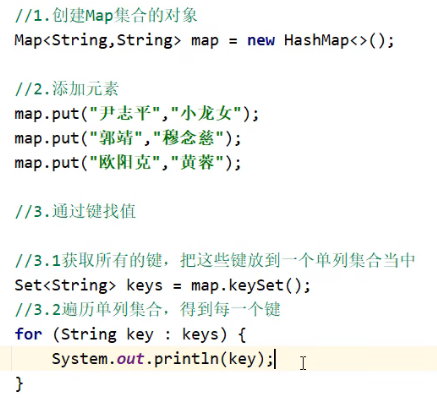 //1.创建Map集合的对象
Map<String,String> map = new HashMap<>();
//2.添加元素
map.put("尹志平","小龙女");
map.put("郭靖","穆念慈");
map.put("欧阳克","黄蓉");
//3.通过键找值
//3.1获取所有的键，把这些键放到一个单列集合当中
Set<String> keys = map.keySet();
//3.2遍历单列集合，得到每一个键
for (String key : keys) {
    System.out.println(key);
}